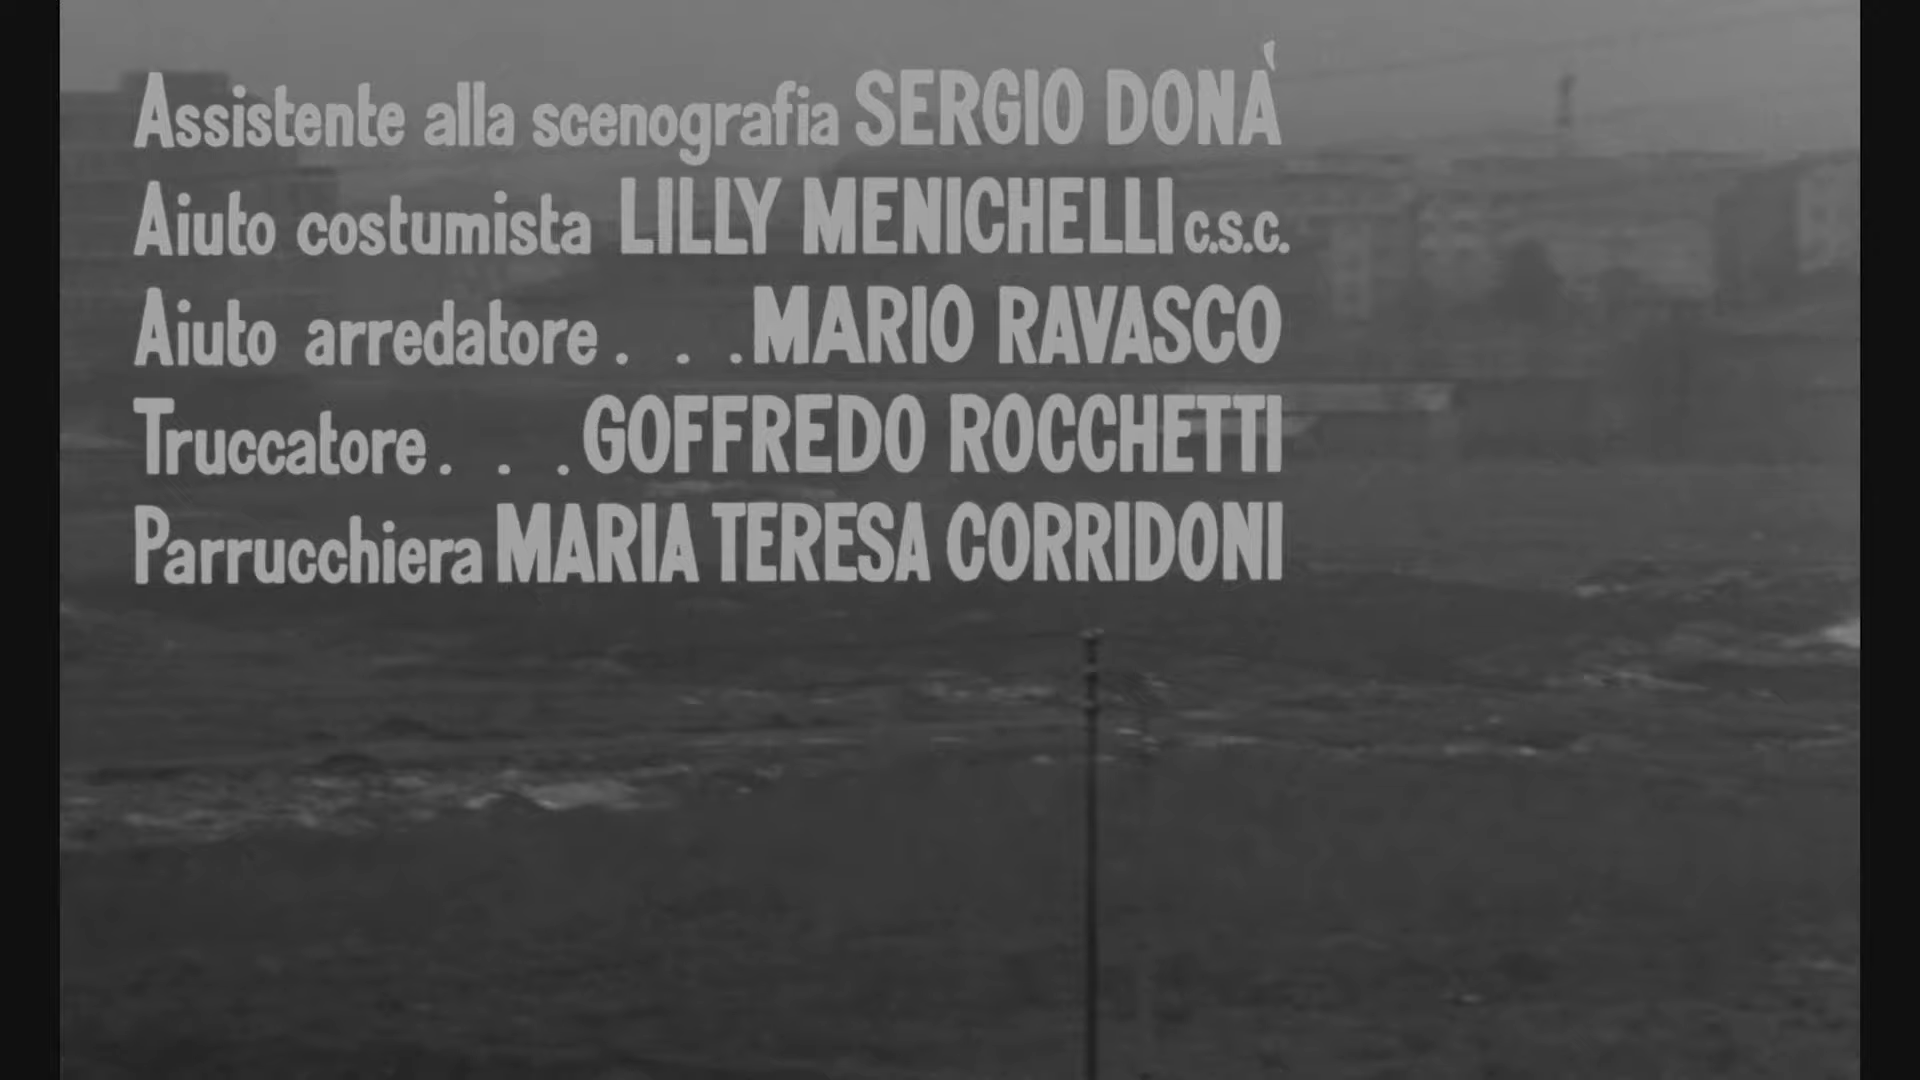 Assistente alla scenografia SERGIO DONÀ
Aiuto costumista LILLY MENICHELLI c.s.c.
Aiuto arredatore . . . MARIO RAVASCO
Truccatore . . . GOFFREDO ROCCHETTI
Parrucchiera MARIA TERESA CORRIDONI